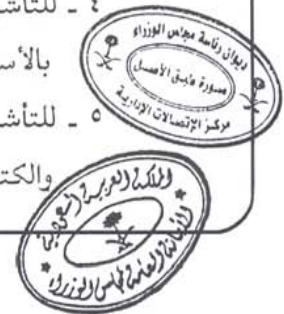 ٤ ـ للتأش
بالأس
٥ ـ للتأش
والكت
ديوان رئاسة مجلس الوزراء
صورة طبق الأصل
مركز الإتصالات الإدارية
المملكة العربية السعودية
الأمانة العامة لمجلس الوزراء